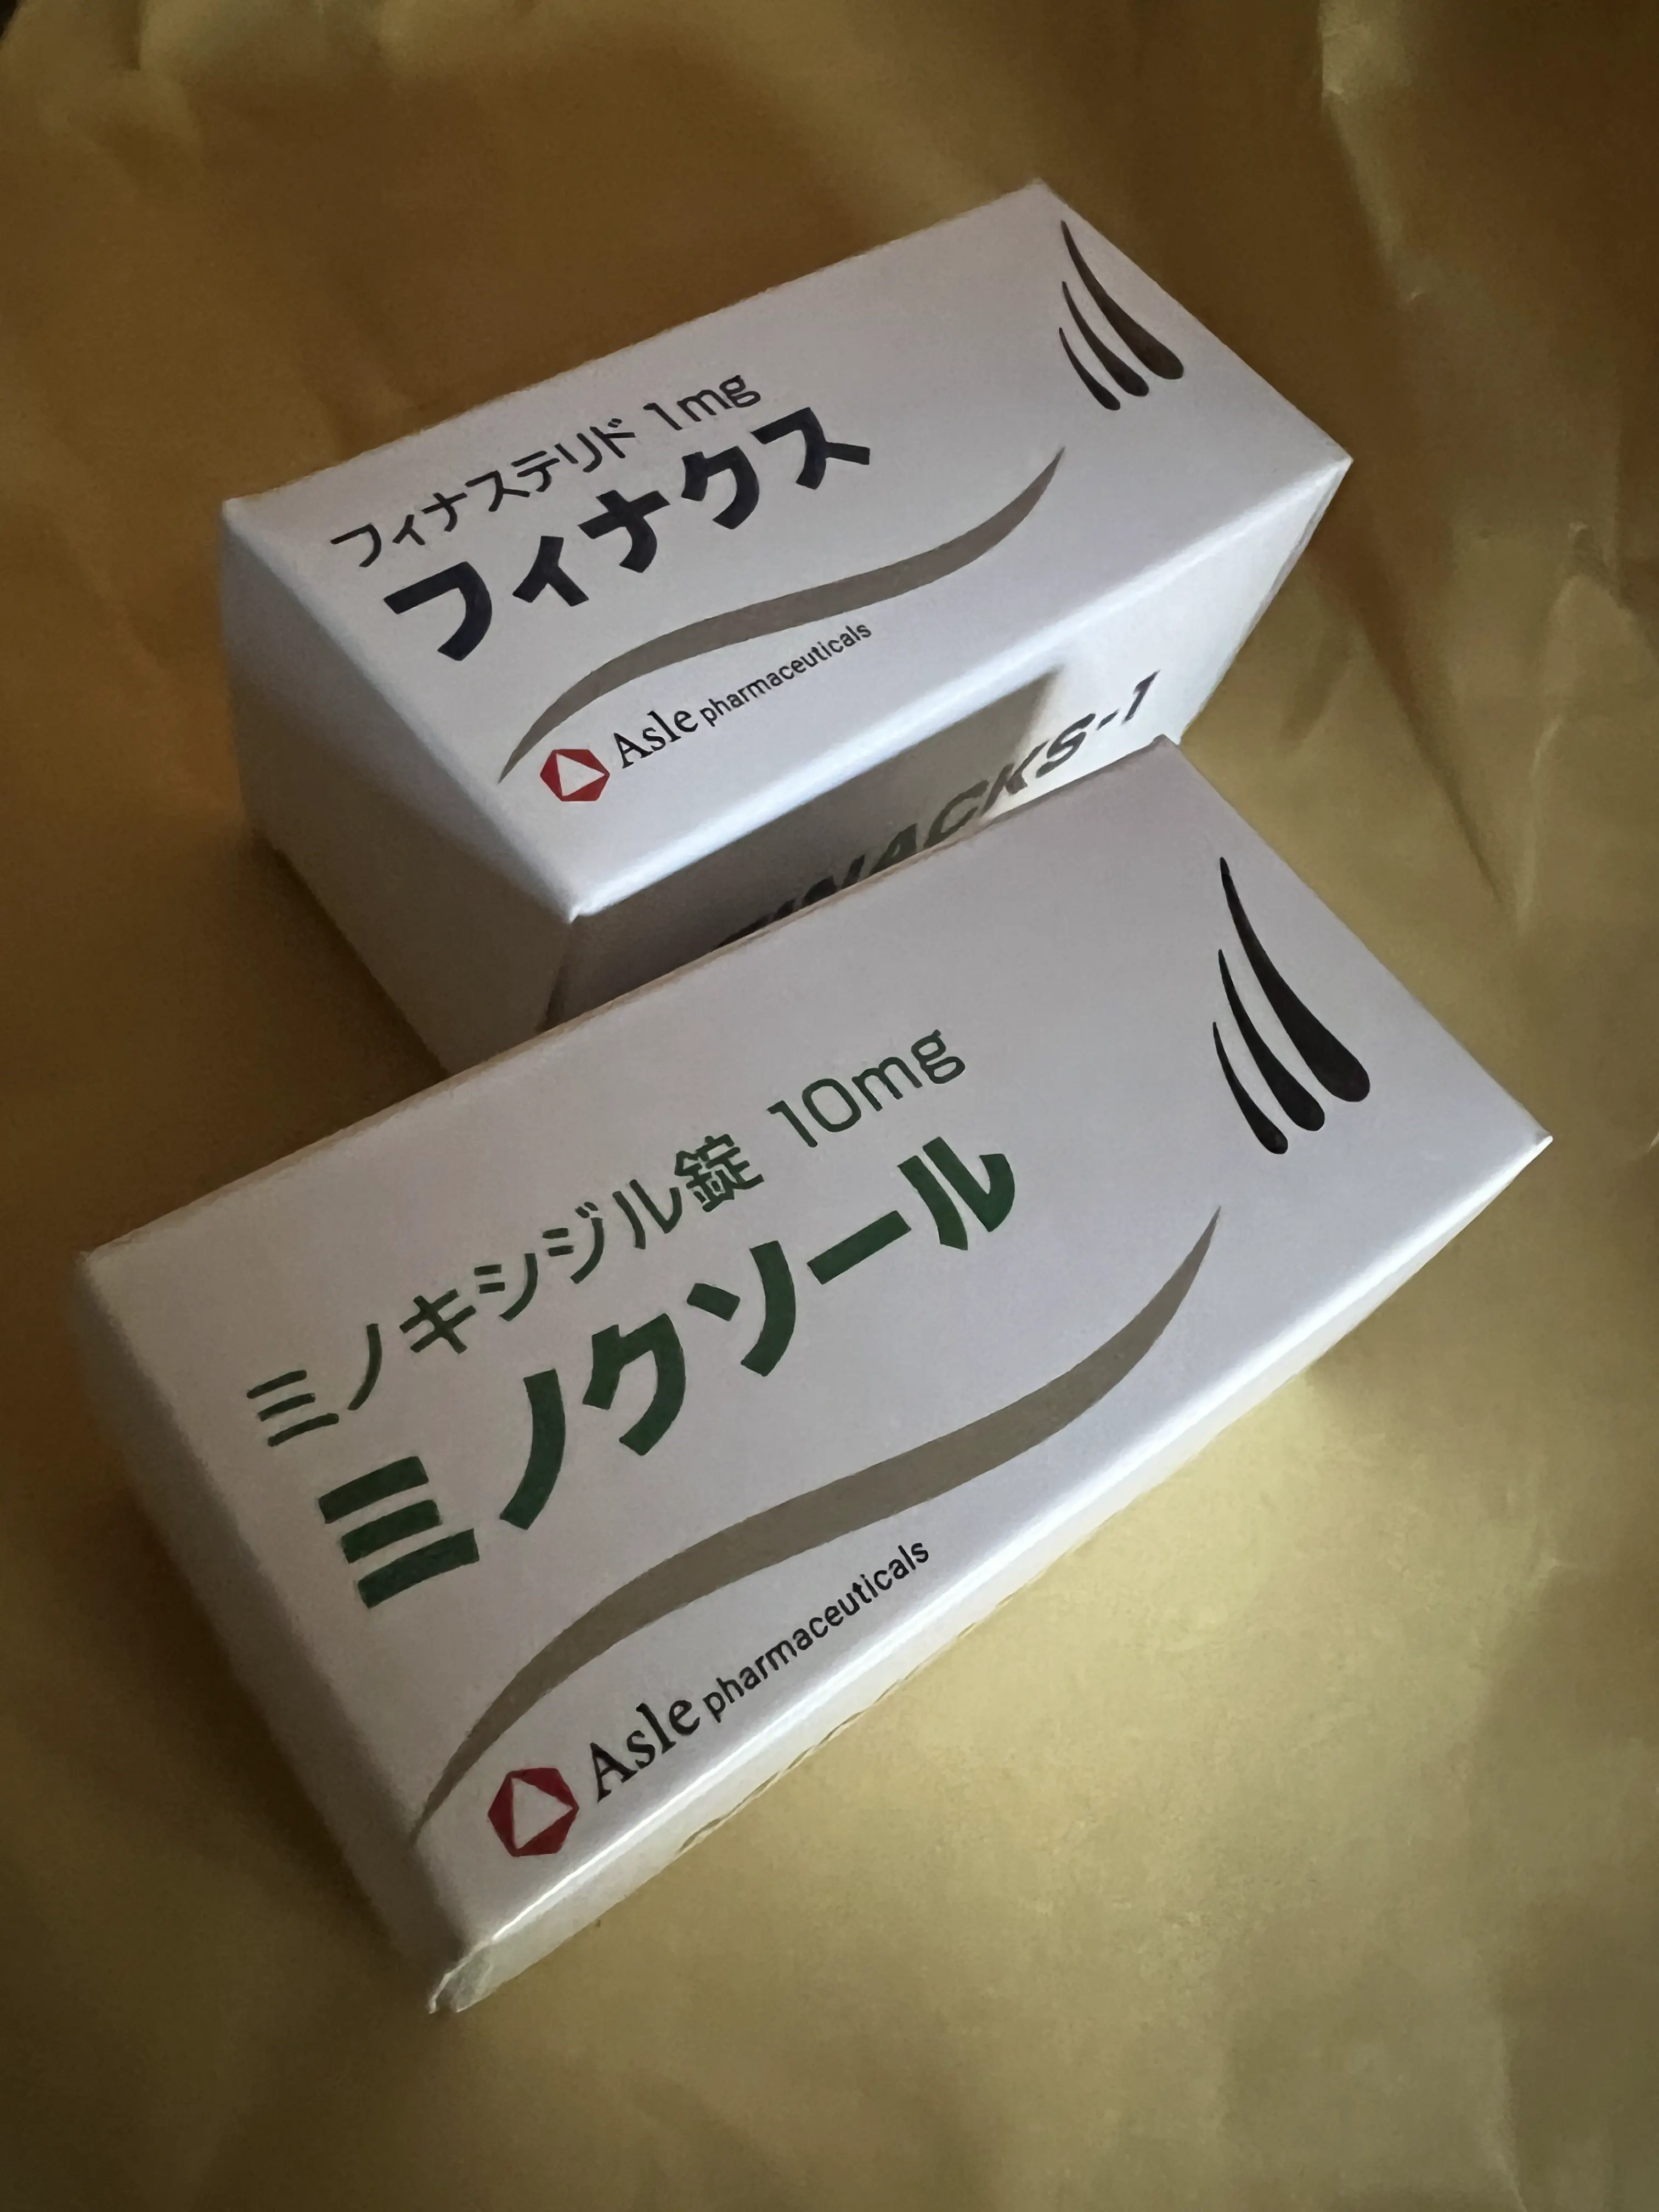 フィナステリド 1mg
フィナクス
Asle pharmaceuticals
ミノキシジル錠 10mg
ミノクソール
Asle pharmaceuticals